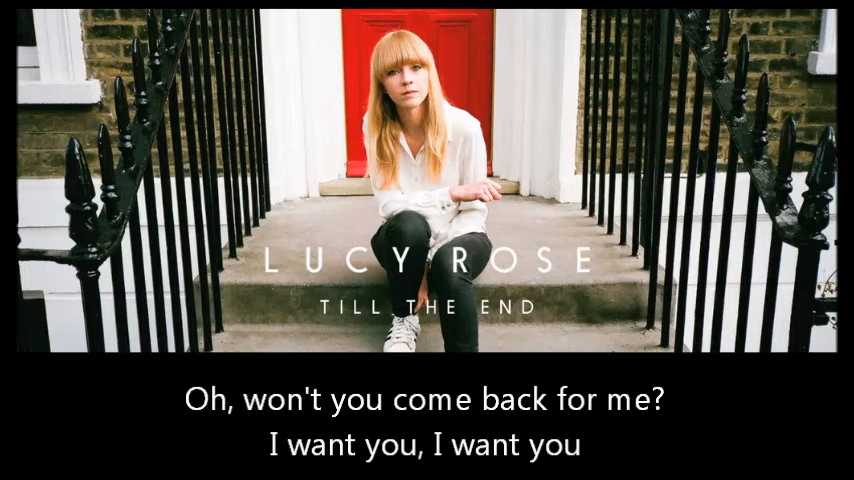 LUCY ROSE
TILL THE END
Oh, won't you come back for me?
I want you, I want you